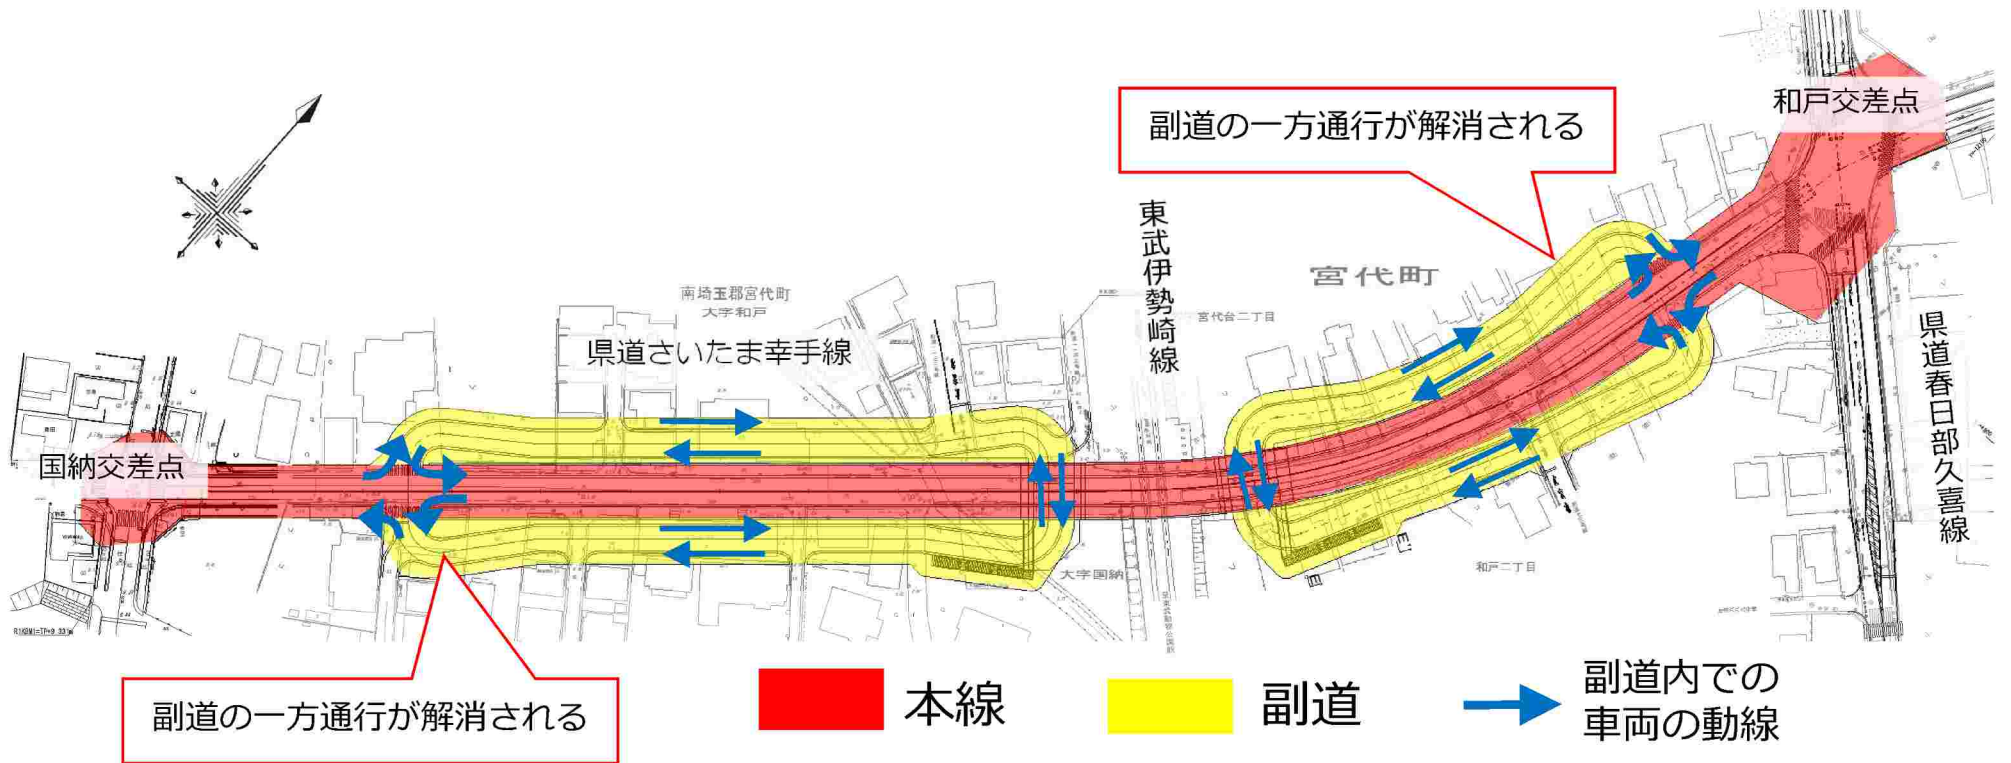 和戸交差点
副道の一方通行が解消される
東武伊勢崎線
宮代町
南埼玉郡宮代町
大字和戸
宮代台二丁目
県道さいたま幸手線
県道春日部久喜線
国納交差点
大字国納
和戸二丁目
副道の一方通行が解消される
本線
副道
副道内での
車両の動線